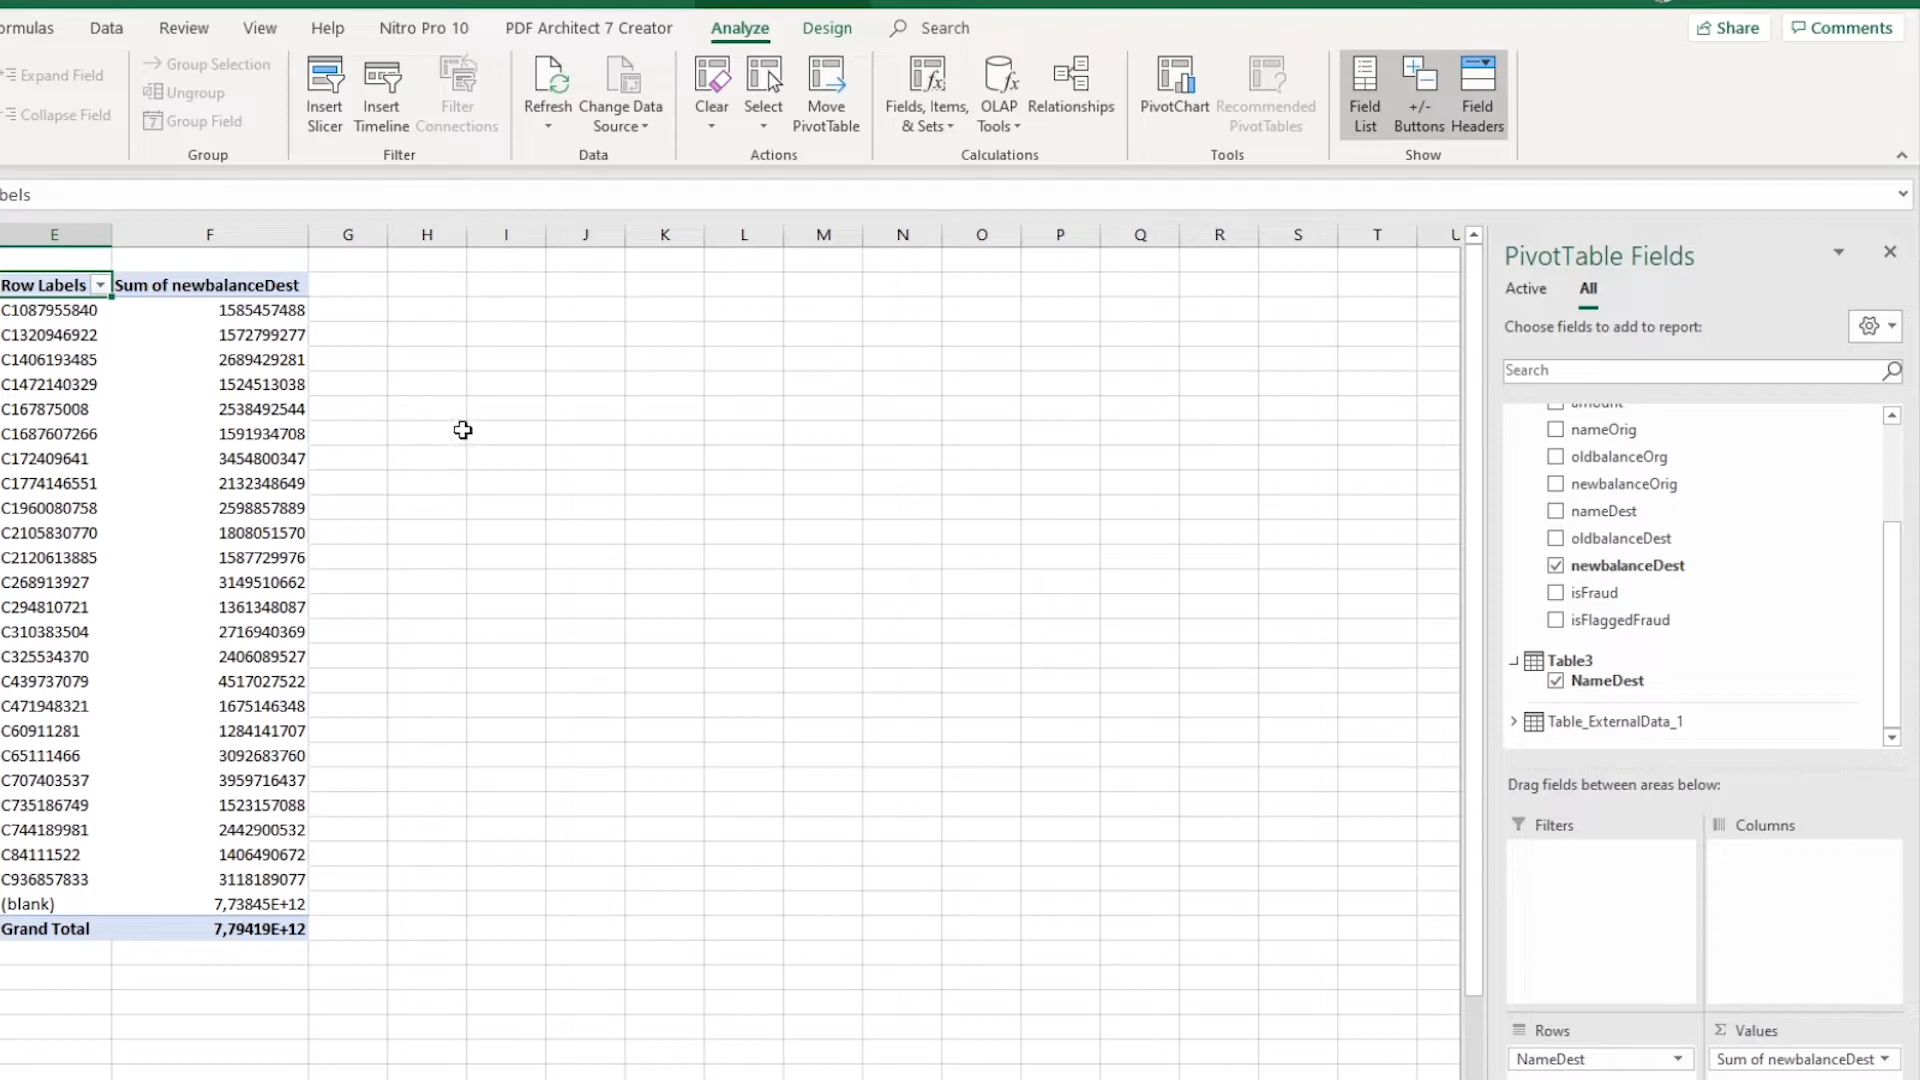 ormulas Data Review View Help Nitro Pro 10 PDF Architect 7 Creator Analyze Design Search Share Comments
Expand Field
Collapse Field
Group Selection
Ungroup
Group Field
Group
Insert Slicer
Insert Timeline
Filter Connections
Filter
Refresh
Change Data Source
Data
Clear
Select
Move PivotTable
Actions
Fields, Items, & Sets
OLAP Tools
Relationships
Calculations
PivotChart
Recommended PivotTables
Tools
Field List
+/- Buttons
Field Headers
Show
bels
E F G H I J K L M N O P Q R S T U
Row Labels Sum of newbalanceDest
C1087955840 1585457488
C1320946922 1572799277
C1406193485 2689429281
C1472140329 1524513038
C167875008 2538492544
C1687607266 1591934708
C172409641 3454800347
C1774146551 2132348649
C1960080758 2598857889
C2105830770 1808051570
C2120613885 1587729976
C268913927 3149510662
C294810721 1361348087
C310383504 2716940369
C325534370 2406089527
C439737079 4517027522
C471948321 1675146348
C60911281 1284141707
C65111466 3092683760
C707403537 3959716437
C735186749 1523157088
C744189981 2442900532
C84111522 1406490672
C936857833 3118189077
(blank) 7,73845E+12
Grand Total 7,79419E+12
PivotTable Fields
Active All
Choose fields to add to report:
Search
amount
nameOrig
oldbalanceOrg
newbalanceOrig
nameDest
oldbalanceDest
newbalanceDest
isFraud
isFlaggedFraud
Table3
NameDest
Table_ExternalData_1
Drag fields between areas below:
Filters Columns
Rows Σ Values
NameDest Sum of newbalanceDest